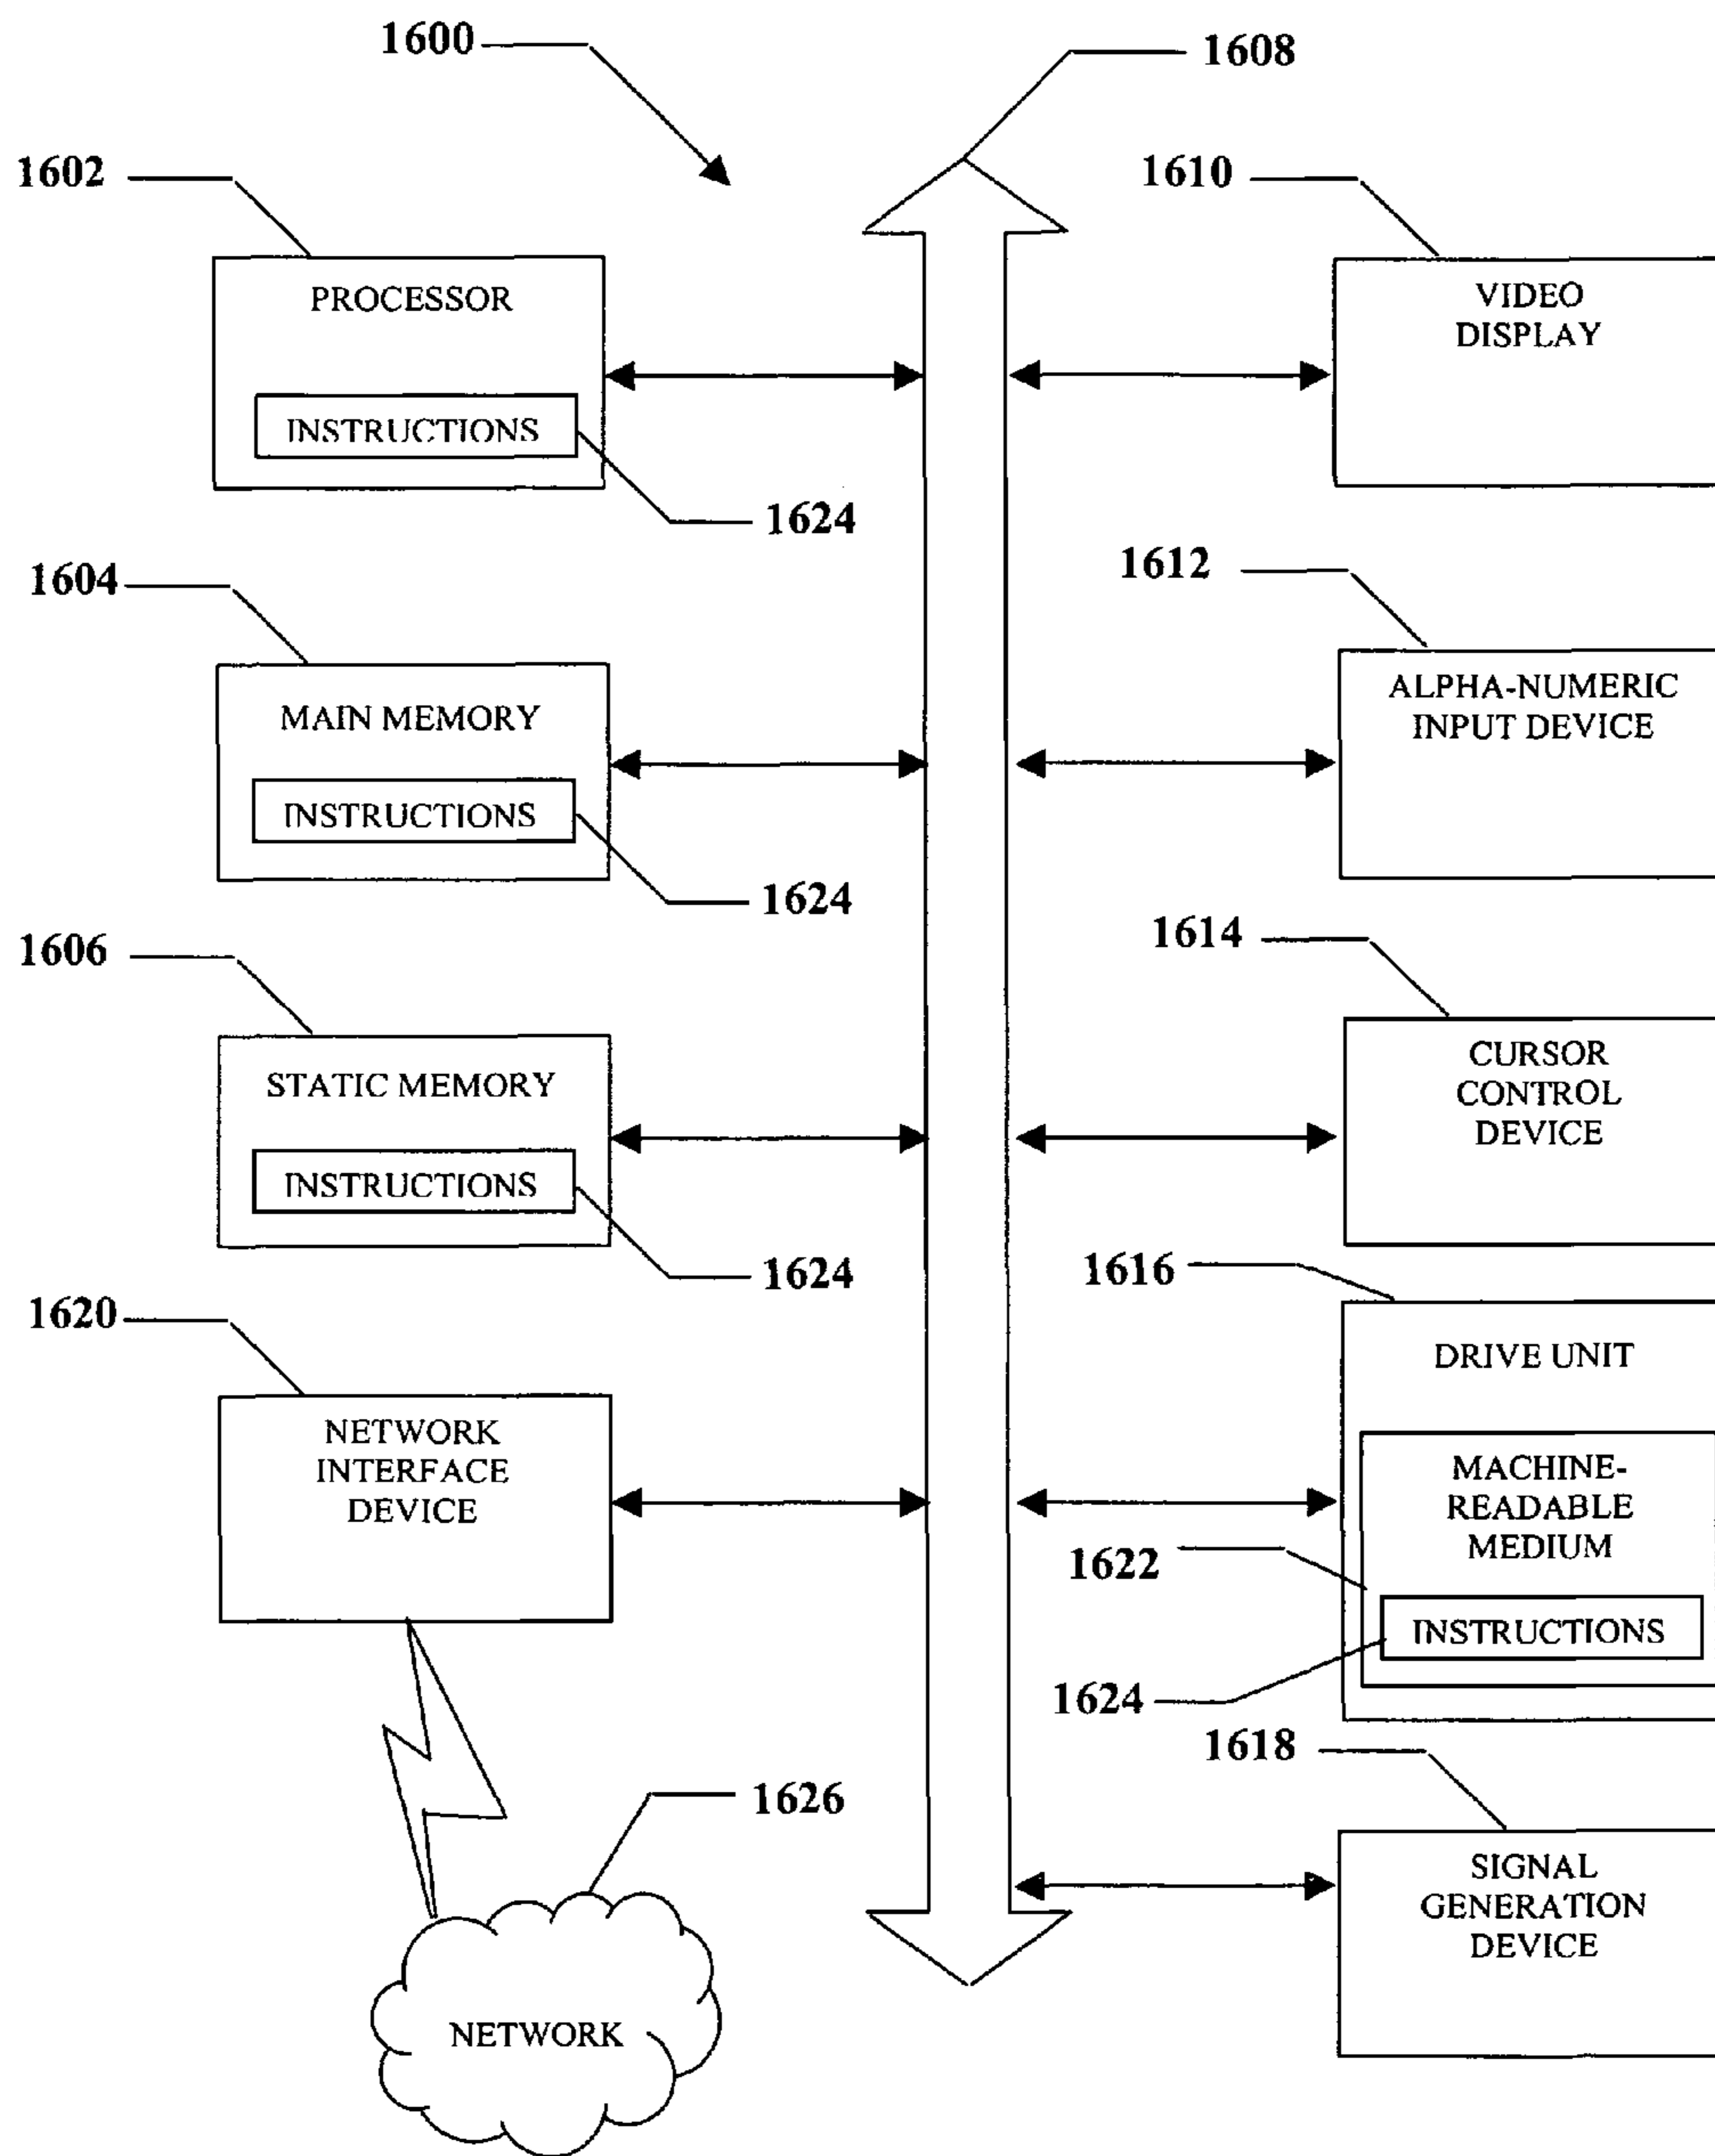 1600
1608
1602
1610
PROCESSOR
INSTRUCTIONS
1624
VIDEO
DISPLAY
1604
1612
MAIN MEMORY
INSTRUCTIONS
1624
ALPHA-NUMERIC
INPUT DEVICE
1606
1614
STATIC MEMORY
INSTRUCTIONS
1624
CURSOR
CONTROL
DEVICE
1620
1616
NETWORK
INTERFACE
DEVICE
DRIVE UNIT
MACHINE-
READABLE
MEDIUM
1622
INSTRUCTIONS
1624
1626
NETWORK
1618
SIGNAL
GENERATION
DEVICE